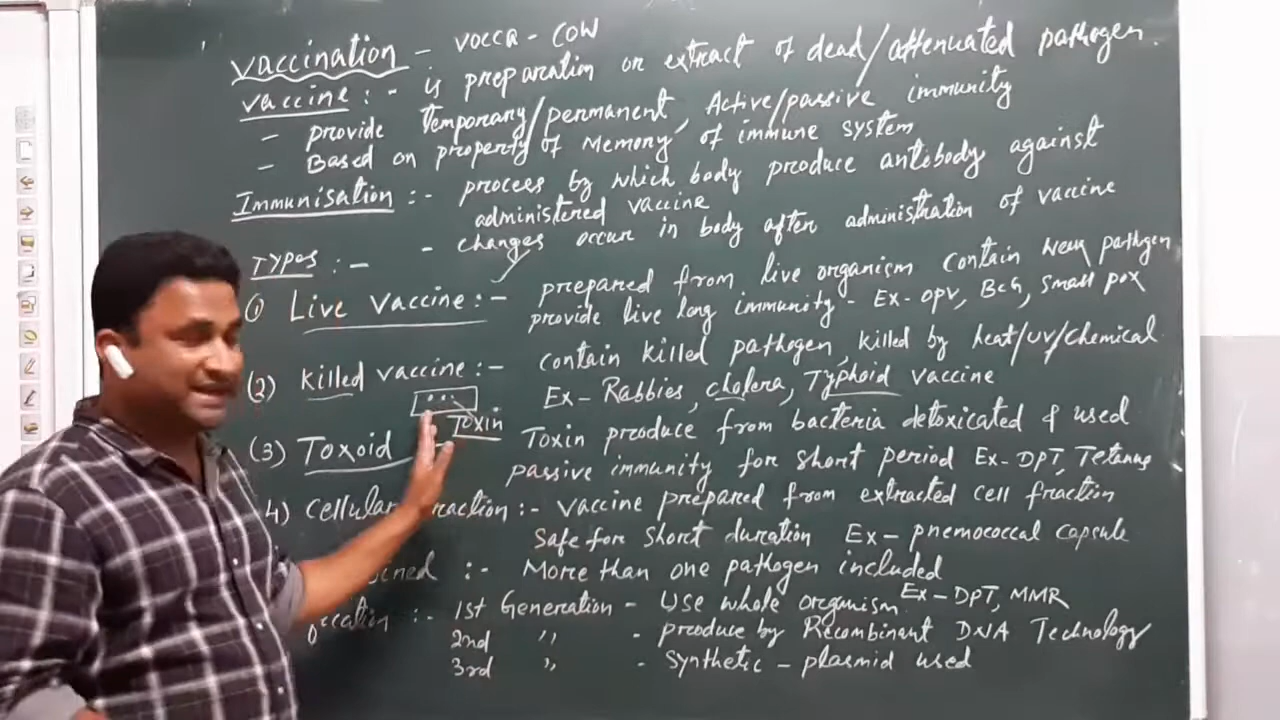 Vaccination - vocca - cow
Vaccine :- is preparation or extract of dead/attenuated pathogen.
- provide Temporary/permanent, Active/passive immunity
- Based on property of Memory of immune system
Immunisation :- process by which body produce antibody against
administered vaccine
- changes occur in body after administration of vaccine
Types :-
(1) Live vaccine :- prepared from live organism contain pathgen
provide live long immunity - Ex- OPV, BCG, small pox
(2) Killed vaccine :- contain killed pathogen, killed by heat/UV/chemical
Ex- Rabbies, cholera, Typhoid vaccine
Toxin
(3) Toxoid - Toxin produce from bacteria detoxicated & used
passive immunity for short period Ex- DPT, Tetanus
4) Cellular raction :- vaccine prepared from extracted cell fraction
Safe for short duration Ex- pnemococcal capsule
ined :- More than one pathogen included
Ex- DPT, MMR
:- 1st Generation - Use whole organism
2nd " - produce by Recombinant DNA Technology
3rd " - synthetic - plasmid used